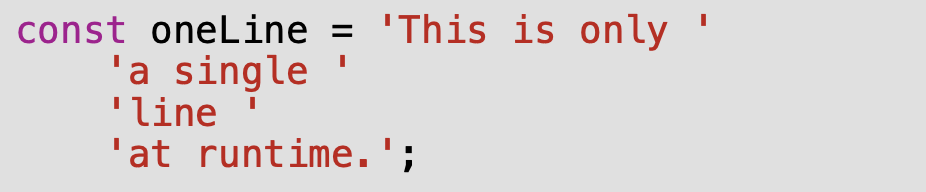 const oneLine = 'This is only '
    'a single '
    'line '
    'at runtime.';